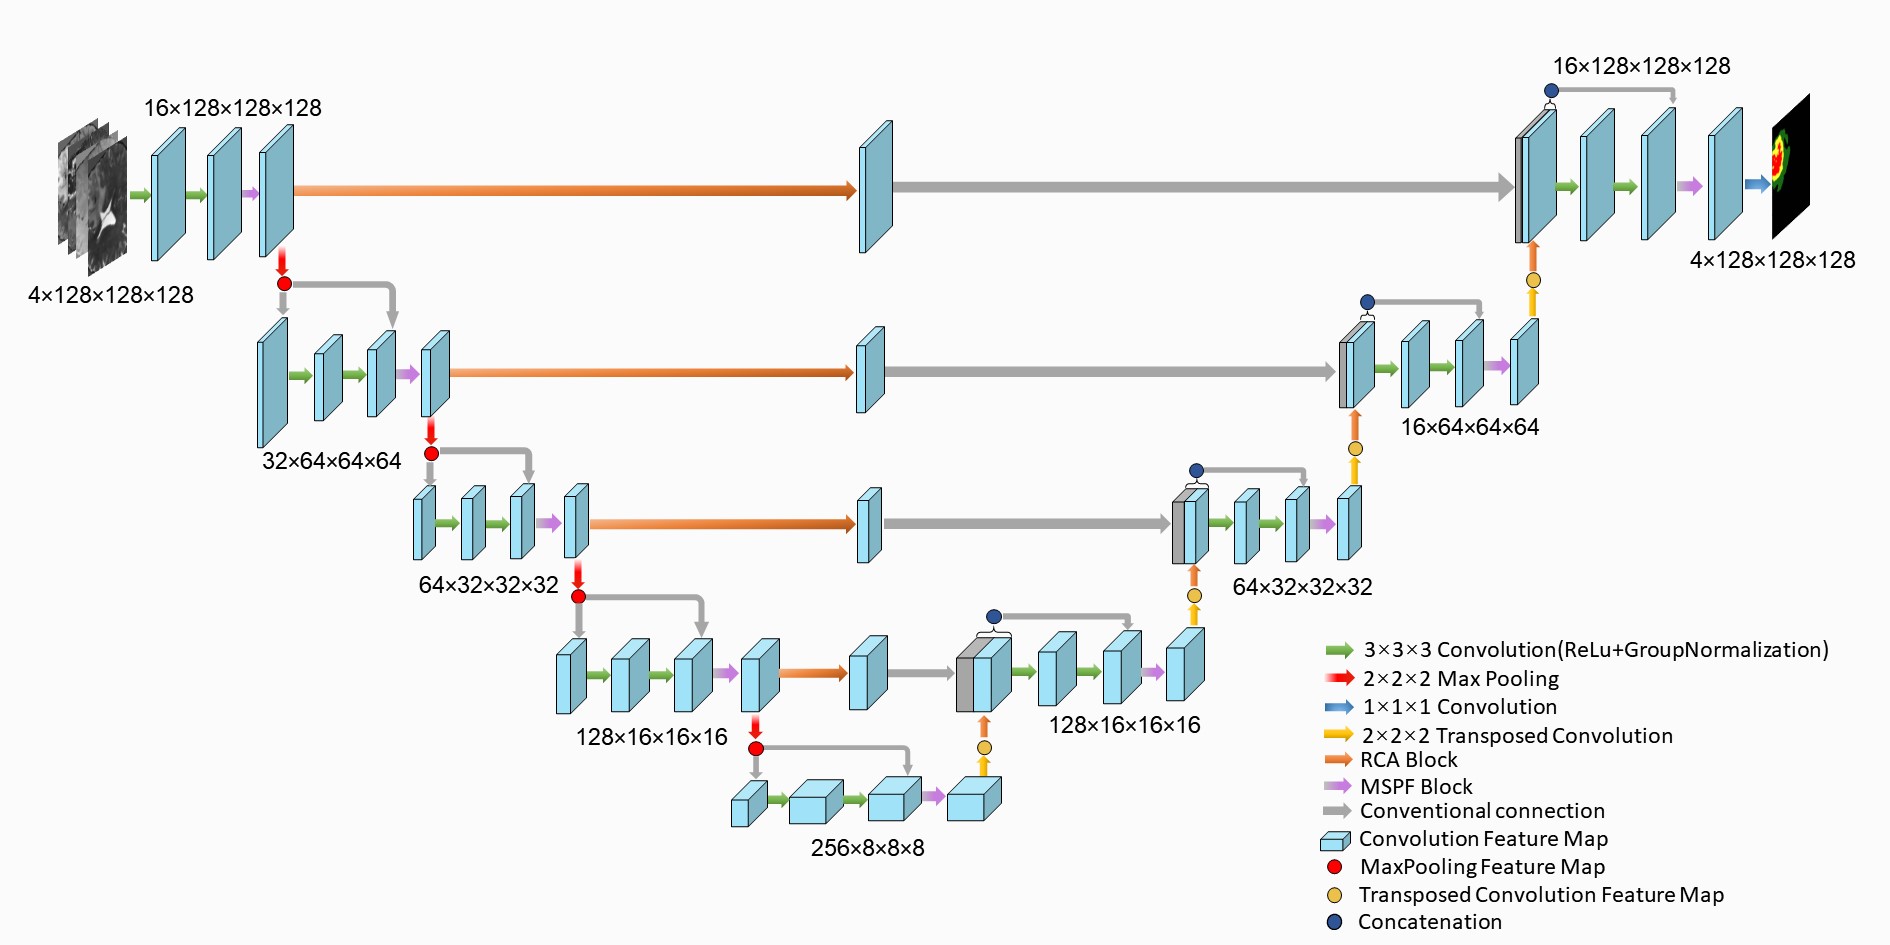 16×128×128×128
16×128×128×128
4×128×128×128
4×128×128×128
32×64×64×64
16×64×64×64
64×32×32×32
64×32×32×32
128×16×16×16
128×16×16×16
256×8×8×8
3×3×3 Convolution(ReLu+GroupNormalization)
2×2×2 Max Pooling
1×1×1 Convolution
2×2×2 Transposed Convolution
RCA Block
MSPF Block
Conventional connection
Convolution Feature Map
MaxPooling Feature Map
Transposed Convolution Feature Map
Concatenation